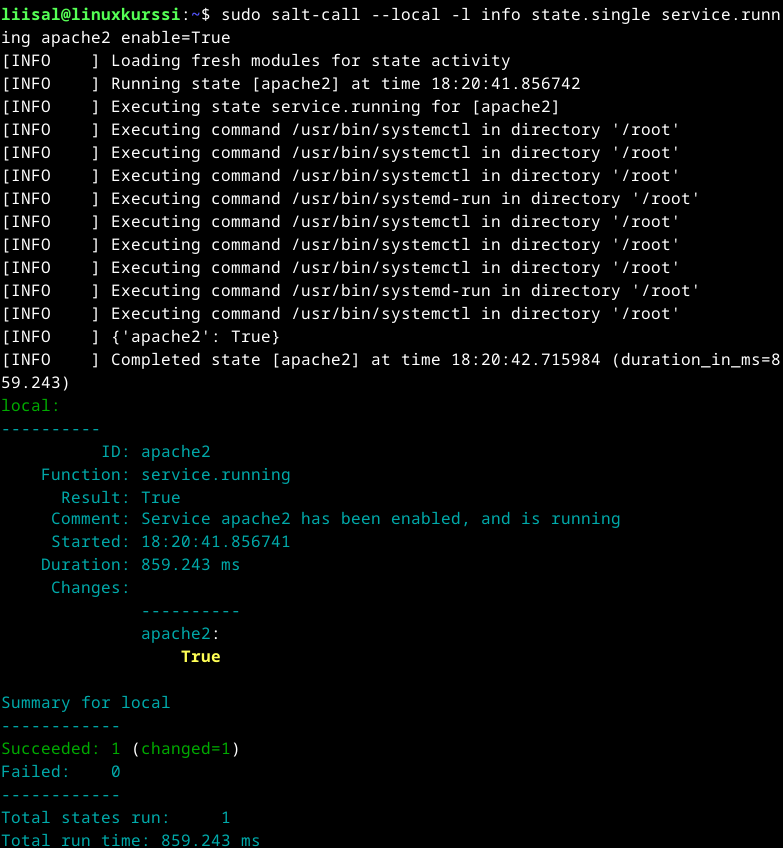 liisal@linuxkurssi:~$ sudo salt-call --local -l info state.single service.runn
ing apache2 enable=True
[INFO    ] Loading fresh modules for state activity
[INFO    ] Running state [apache2] at time 18:20:41.856742
[INFO    ] Executing state service.running for [apache2]
[INFO    ] Executing command /usr/bin/systemctl in directory '/root'
[INFO    ] Executing command /usr/bin/systemctl in directory '/root'
[INFO    ] Executing command /usr/bin/systemctl in directory '/root'
[INFO    ] Executing command /usr/bin/systemd-run in directory '/root'
[INFO    ] Executing command /usr/bin/systemctl in directory '/root'
[INFO    ] Executing command /usr/bin/systemctl in directory '/root'
[INFO    ] Executing command /usr/bin/systemctl in directory '/root'
[INFO    ] Executing command /usr/bin/systemd-run in directory '/root'
[INFO    ] Executing command /usr/bin/systemctl in directory '/root'
[INFO    ] {'apache2': True}
[INFO    ] Completed state [apache2] at time 18:20:42.715984 (duration_in_ms=8
59.243)
local:
----------
          ID: apache2
    Function: service.running
      Result: True
     Comment: Service apache2 has been enabled, and is running
     Started: 18:20:41.856741
    Duration: 859.243 ms
     Changes:
              ----------
              apache2:
                  True

Summary for local
------------
Succeeded: 1 (changed=1)
Failed:    0
------------
Total states run:     1
Total run time: 859.243 ms